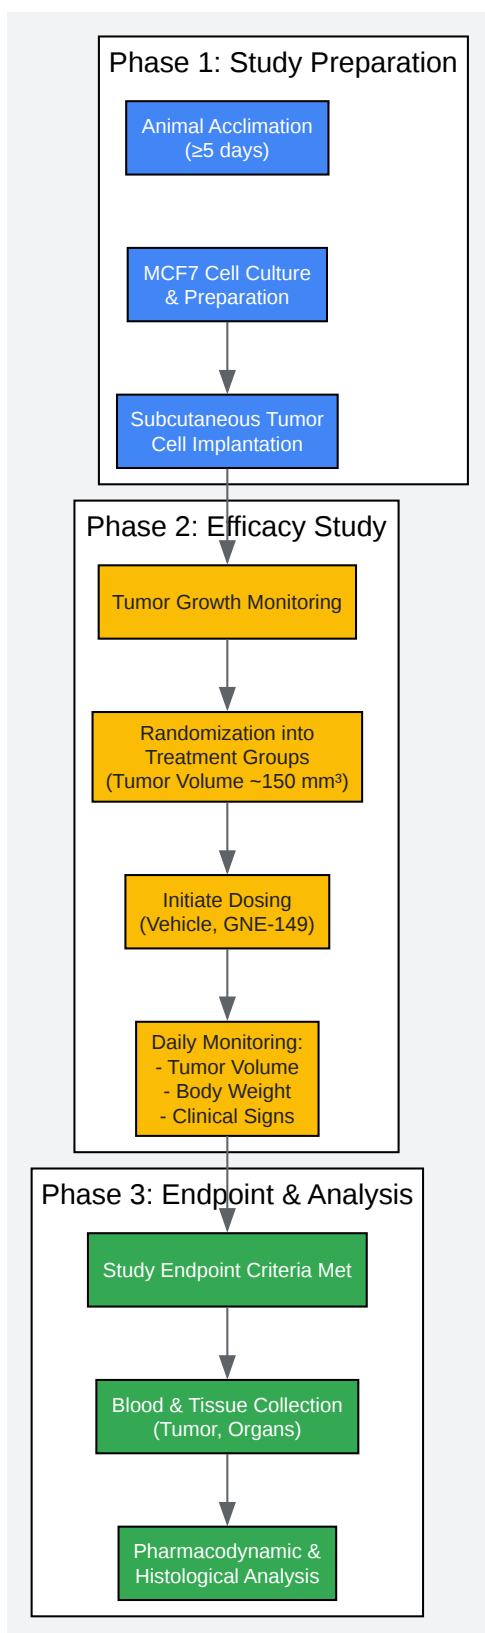 Phase 1: Study Preparation
Animal Acclimation
(≥5 days)
MCF7 Cell Culture
& Preparation
Subcutaneous Tumor
Cell Implantation
Phase 2: Efficacy Study
Tumor Growth Monitoring
Randomization into
Treatment Groups
(Tumor Volume ~150 mm³)
Initiate Dosing
(Vehicle, GNE-149)
Daily Monitoring:
- Tumor Volume
- Body Weight
- Clinical Signs
Phase 3: Endpoint & Analysis
Study Endpoint Criteria Met
Blood & Tissue Collection
(Tumor, Organs)
Pharmacodynamic &
Histological Analysis